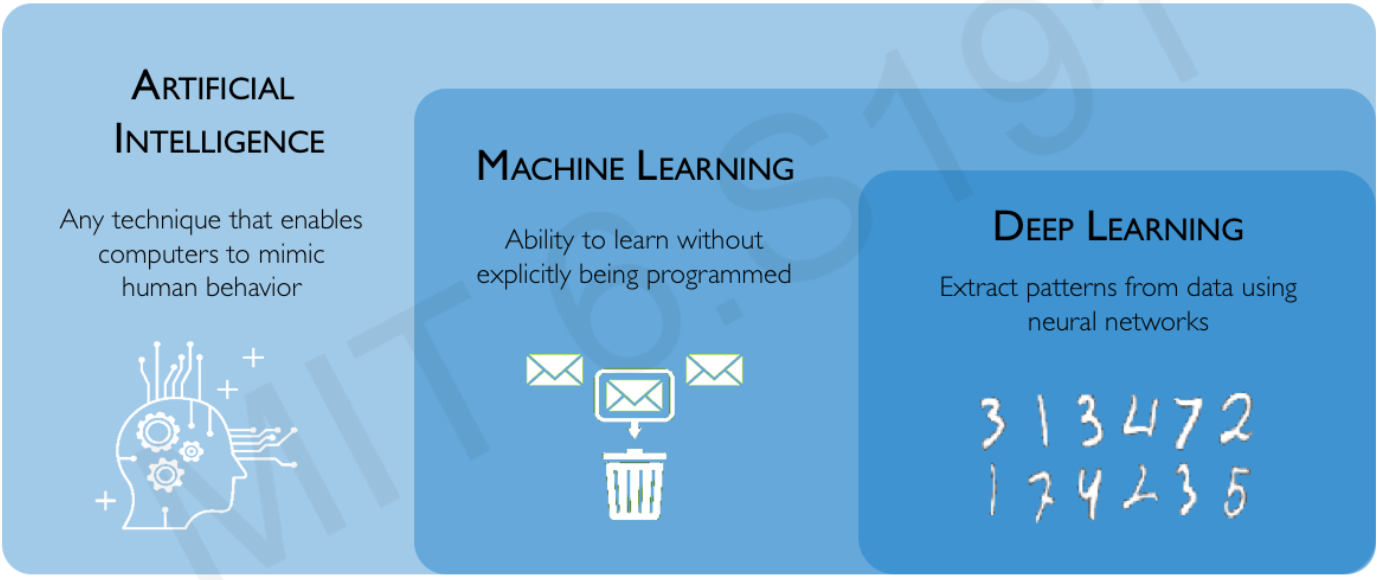 ARTIFICIAL
INTELLIGENCE
Any technique that enables
computers to mimic
human behavior
MACHINE LEARNING
Ability to learn without
explicitly being programmed
DEEP LEARNING
Extract patterns from data using
neural networks
3 1 3 4 7 2
1 7 4 2 3 5
MIT 6.S191